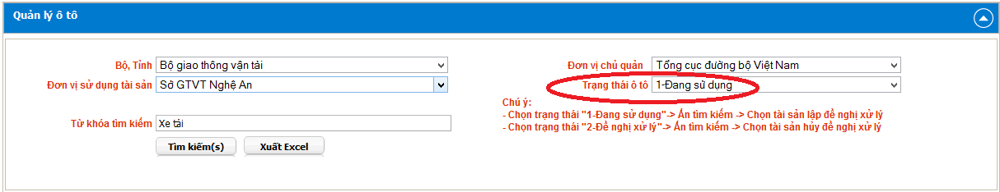 Quản lý ô tô
Bộ, Tỉnh Bộ giao thông vận tải Đơn vị chủ quản Tổng cục đường bộ Việt Nam
Đơn vị sử dụng tài sản Sở GTVT Nghệ An Trạng thái ô tô 1-Đang sử dụng
Chú ý:
- Chọn trạng thái "1-Đang sử dụng"-> Ấn tìm kiếm -> Chọn tài sản lập đề nghị xử lý
Từ khóa tìm kiếm Xe tải - Chọn trạng thái "2-Đề nghị xử lý"-> Ấn tìm kiếm -> Chọn tài sản hủy đề nghị xử lý
Tìm kiếm(s) Xuất Excel